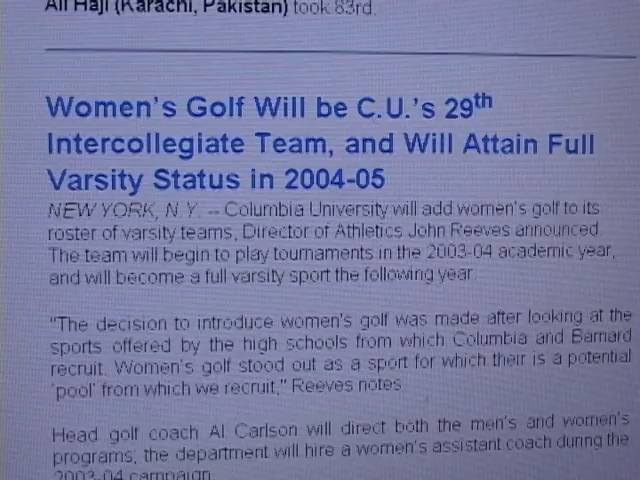 Ali Haji (Karachi, Pakistan) took 83rd.
Women's Golf Will be C.U.'s 29th
Intercollegiate Team, and Will Attain Full
Varsity Status in 2004-05
NEW YORK, N.Y. -- Columbia University will add women's golf to its
roster of varsity teams, Director of Athletics John Reeves announced.
The team will begin to play tournaments in the 2003-04 academic year,
and will become a full varsity sport the following year.
"The decision to introduce women's golf was made after looking at the
sports offered by the high schools from which Columbia and Barnard
recruit. Women's golf stood out as a sport for which their is a potential
'pool' from which we recruit," Reeves notes.
Head golf coach Al Carlson will direct both the men's and women's
programs; the department will hire a women's assistant coach during the
2003-04 campaign.